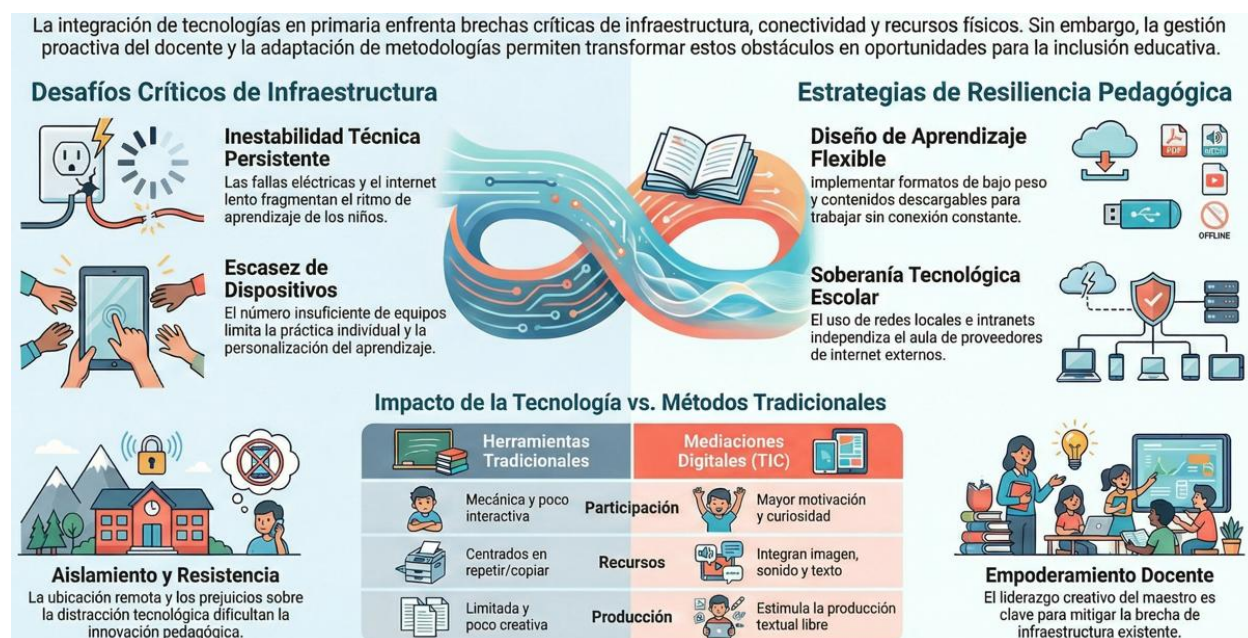 La integración de tecnologías en primaria enfrenta brechas críticas de infraestructura, conectividad y recursos físicos. Sin embargo, la gestión
proactiva del docente y la adaptación de metodologías permiten transformar estos obstáculos en oportunidades para la inclusión educativa.
Desafíos Críticos de Infraestructura
Inestabilidad Técnica
Persistente
Las fallas eléctricas y el internet
lento fragmentan el ritmo de
aprendizaje de los niños.
Escasez de
Dispositivos
El número insuficiente de equipos
limita la práctica individual y la
personalización del aprendizaje.
Aislamiento y Resistencia
La ubicación remota y los prejuicios sobre
la distracción tecnológica dificultan la
innovación pedagógica.
Estrategias de Resiliencia Pedagógica
Diseño de Aprendizaje
Flexible
Implementar formatos de bajo peso
y contenidos descargables para
trabajar sin conexión constante.
PDF
OFFLINE
Soberanía Tecnológica
Escolar
El uso de redes locales e intranets
independiza el aula de proveedores
de internet externos.
Impacto de la Tecnología vs. Métodos Tradicionales
Herramientas
Tradicionales
Mediaciones
Digitales (TIC)
Mecánica y poco
interactiva
Participación
Mayor motivación
y curiosidad
Centrados en
repetir/copiar
Recursos
Integran imagen,
sonido y texto
Limitada y
poco creativa
Producción
Estimula la producción
textual libre
Empoderamiento Docente
El liderazgo creativo del maestro es
clave para mitigar la brecha de
infraestructura existente.